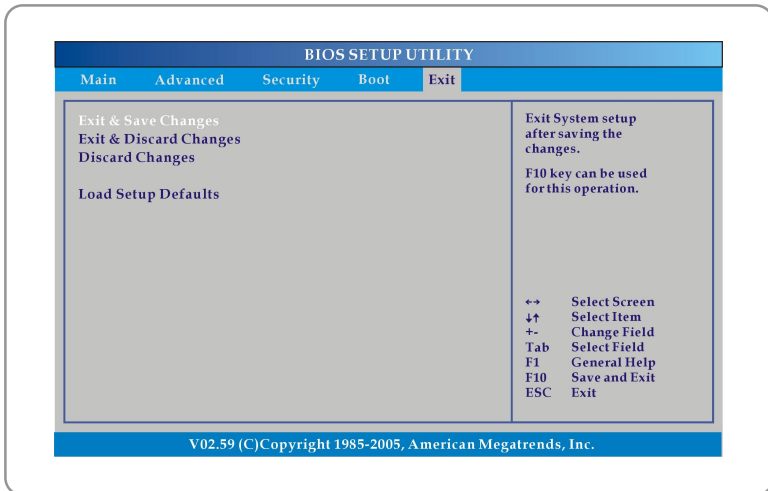 BIOS SETUP UTILITY
Main Advanced Security Boot Exit
Exit & Save Changes
Exit & Discard Changes
Discard Changes
Load Setup Defaults
Exit System setup
after saving the
changes.
F10 key can be used
for this operation.
←→ Select Screen
↓↑ Select Item
+- Change Field
Tab Select Field
F1 General Help
F10 Save and Exit
ESC Exit
V02.59 (C)Copyright 1985-2005, American Megatrends, Inc.